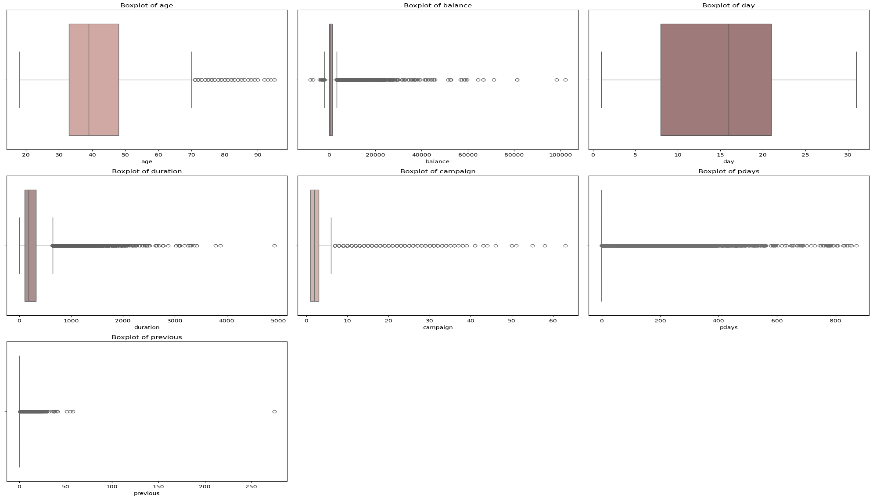 Boxplot of age
20 30 40 50 60 70 80 90
age
Boxplot of balance
0 20000 40000 60000 80000 100000
balance
Boxplot of day
0 5 10 15 20 25 30
day
Boxplot of duration
0 1000 2000 3000 4000 5000
duration
Boxplot of campaign
0 10 20 30 40 50 60
campaign
Boxplot of pdays
0 200 400 600 800
pdays
Boxplot of previous
0 50 100 150 200 250
previous